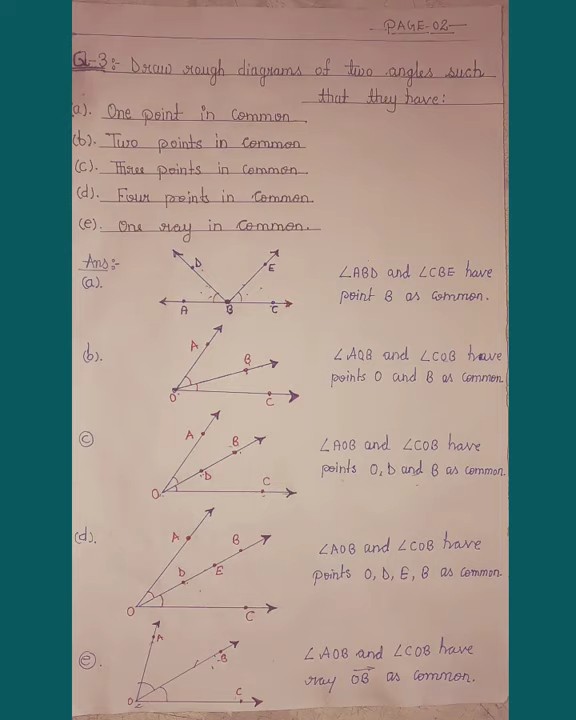 PAGE-02
Q-3:- Draw rough diagrams of two angles such
that they have:
(a). One point in common.
(b). Two points in common
(c). Three points in common.
(d). Four points in common.
(e). One ray in common.
Ans:-
(a).
D
E
A
B
C
∠ABD and ∠CBE have
point B as common.
(b).
A
B
O
C
∠AOB and ∠COB have
points O and B as common
(c)
A
B
D
O
C
∠AOB and ∠COB have
points O, D and B as common.
(d).
A
B
D
E
O
C
∠AOB and ∠COB have
points O, D, E, B as common.
(e).
A
B
O
C
∠AOB and ∠COB have
ray OB as common.